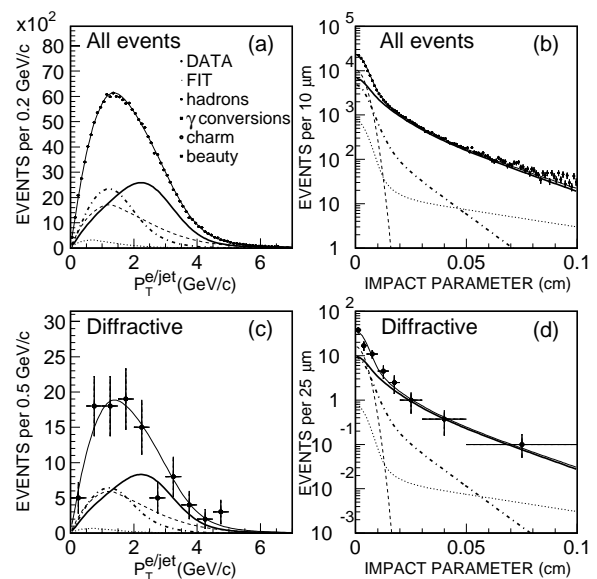 x10²
All events
(a)
DATA
FIT
hadrons
γ conversions
charm
beauty
EVENTS per 0.2 GeV/c
80
70
60
50
40
30
20
10
0
0 2 4 6
P_T^e/jet (GeV/c)
All events
(b)
EVENTS per 10 μm
10⁵
10⁴
10³
10²
10
1
0 0.05 0.1
IMPACT PARAMETER (cm)
Diffractive
(c)
EVENTS per 0.5 GeV/c
30
25
20
15
10
5
0
0 2 4 6
P_T^e/jet (GeV/c)
Diffractive
(d)
EVENTS per 25 μm
10²
10
1
10⁻¹
10⁻²
10⁻³
0 0.05 0.1
IMPACT PARAMETER (cm)